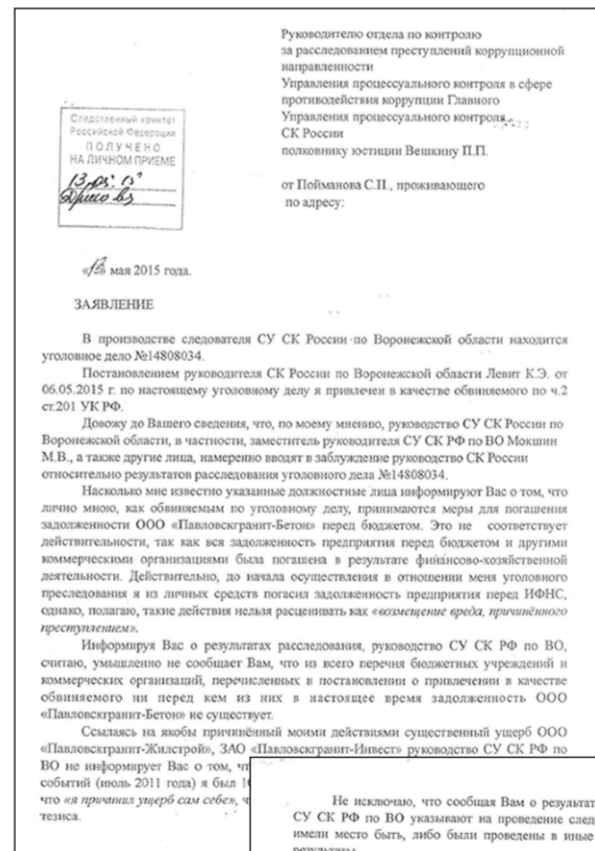 Руководителю отдела по контролю
за расследованием преступлений коррупционной
направленности
Управления процессуального контроля в сфере
противодействия коррупции Главного
Управления процессуального контроля
СК России
полковнику юстиции Вешкину П.П.
Следственный комитет
Российской Федерации
ПОЛУЧЕНО
НА ЛИЧНОМ ПРИЕМЕ
13.05.15
от Пойманова С.П., проживающего
по адресу:
«13» мая 2015 года.
ЗАЯВЛЕНИЕ
В производстве следователя СУ СК России по Воронежской области находится
уголовное дело №14808034.
Постановлением руководителя СК России по Воронежской области Левит К.Э. от
06.05.2015 г. по настоящему уголовному делу я привлечен в качестве обвиняемого по ч.2
ст.201 УК РФ.
Довожу до Вашего сведения, что, по моему мнению, руководство СУ СК России по
Воронежской области, в частности, заместитель руководителя СУ СК РФ по ВО Мокшин
М.В., а также другие лица, намеренно вводят в заблуждение руководство СК России
относительно результатов расследования уголовного дела №14808034.
Насколько мне известно указанные должностные лица информируют Вас о том, что
лично мною, как обвиняемым по уголовному делу, принимаются меры для погашения
задолженности ООО «Павловскгранит-Бетон» перед бюджетом. Это не соответствует
действительности, так как вся задолженность предприятия перед бюджетом и другими
коммерческими организациями была погашена в результате финансово-хозяйственной
деятельности. Действительно, до начала осуществления в отношении меня уголовного
преследования я из личных средств погасил задолженность предприятия перед ИФНС,
однако, полагаю, такие действия нельзя расценивать как «возмещение вреда, причинённого
преступлением».
Информируя Вас о результатах расследования, руководство СУ СК РФ по ВО,
считаю, умышленно не сообщает Вам, что из всего перечня бюджетных учреждений и
коммерческих организаций, перечисленных в постановлении о привлечении в качестве
обвиняемого ни перед кем из них в настоящее время задолженность ООО
«Павловскгранит-Бетон» не существует.
Ссылаясь на якобы причинённый моими действиями существенный ущерб ООО
«Павловскгранит-Жилстрой», ЗАО «Павловскгранит-Инвест» руководство СУ СК РФ по
ВО не информирует Вас о том, чт
событий (июль 2011 года) я был 10
что «я причинил ущерб сам себе», ч
тезиса.
Не исключаю, что сообщая Вам о результат
СУ СК РФ по ВО указывают на проведение след
имели место быть, либо были проведены в иные
результаты